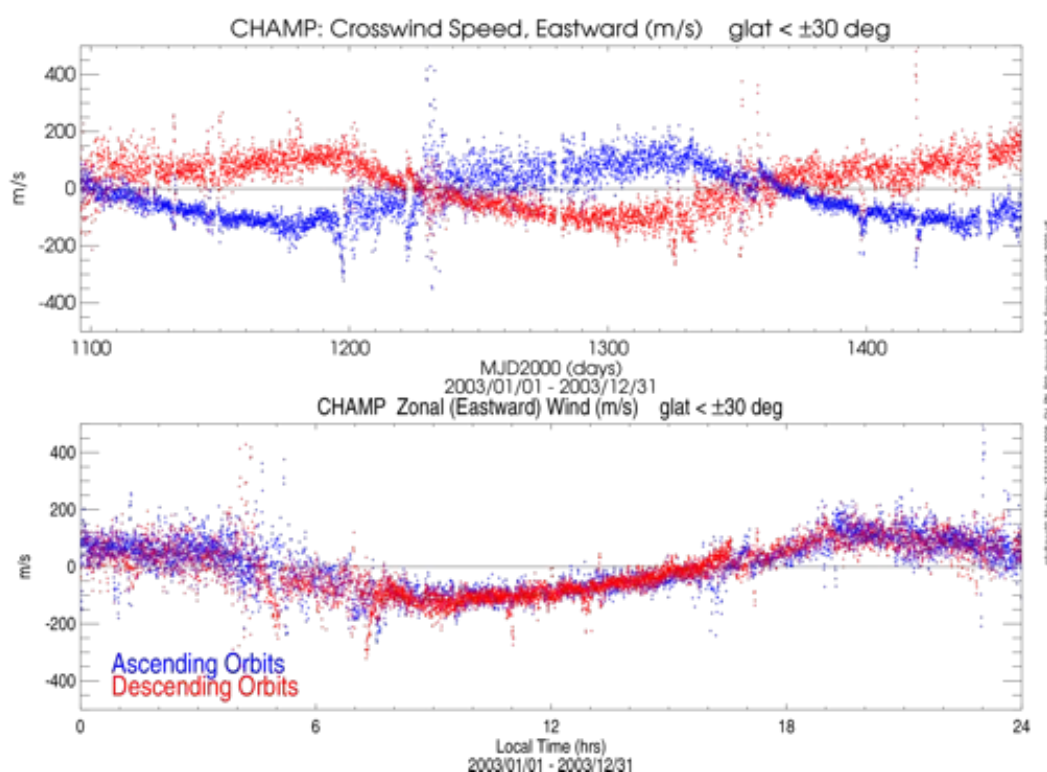 CHAMP: Crosswind Speed, Eastward (m/s) glat < ±30 deg
400
200
0
-200
-400
m/s
1100 1200 1300 1400
MJD2000 (days)
2003/01/01 - 2003/12/31
CHAMP Zonal (Eastward) Wind (m/s) glat < ±30 deg
400
200
0
-200
-400
m/s
Ascending Orbits
Descending Orbits
0 6 12 18 24
Local Time (hrs)
2003/01/01 - 2003/12/31